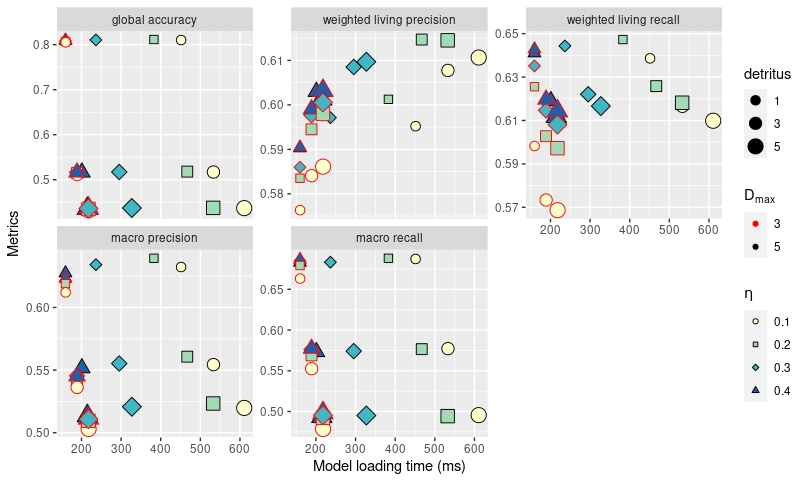 global accuracy
weighted living precision
weighted living recall
0.8
0.7
0.6
0.5
0.61
0.60
0.59
0.58
0.65
0.63
0.61
0.59
0.57
200 300 400 500 600
macro precision
macro recall
0.60
0.55
0.50
0.65
0.60
0.55
0.50
200 300 400 500 600
200 300 400 500 600
Metrics
Model loading time (ms)
detritus
1
3
5
Dmax
3
5
η
0.1
0.2
0.3
0.4